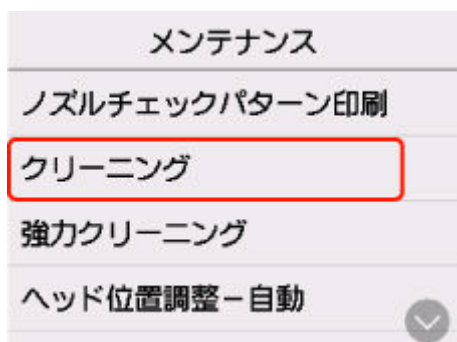 メンテナンス
ノズルチェックパターン印刷
クリーニング
強力クリーニング
ヘッド位置調整－自動